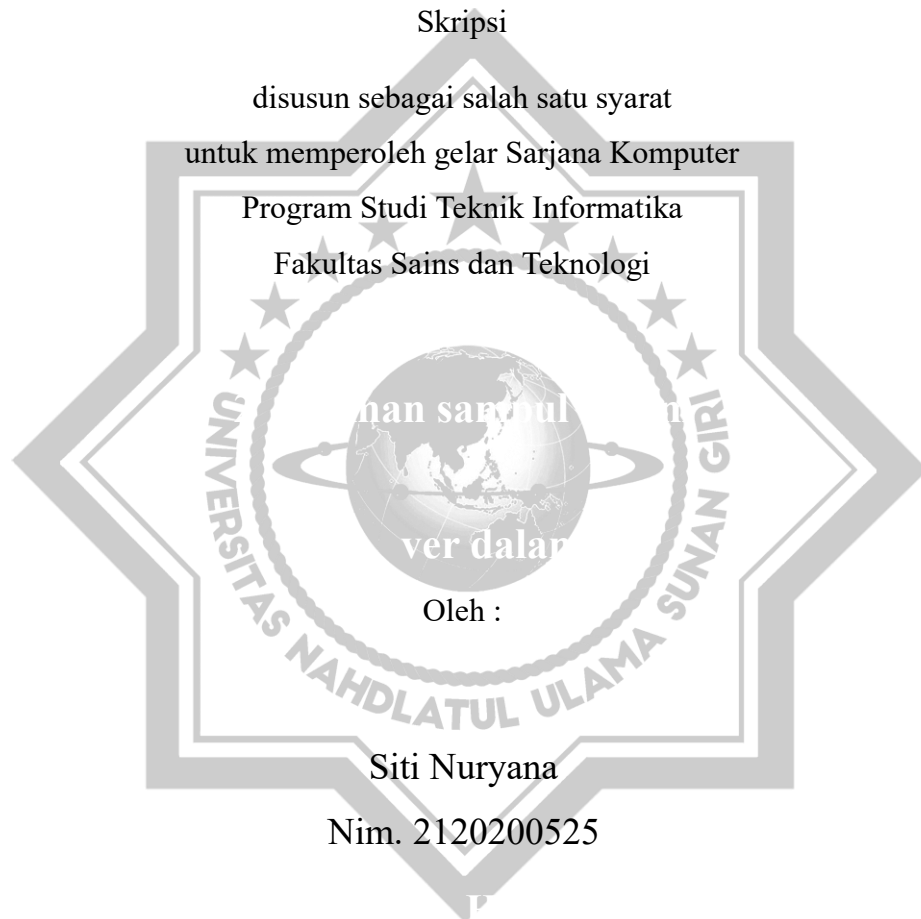 Skripsi
disusun sebagai salah satu syarat
untuk memperoleh gelar Sarjana Komputer
Program Studi Teknik Informatika
Fakultas Sains dan Teknologi
sampul
Oleh :
UNIVERSITAS NAHDLATUL ULAMA SUNAN GIRI
Siti Nuryana
Nim. 2120200525